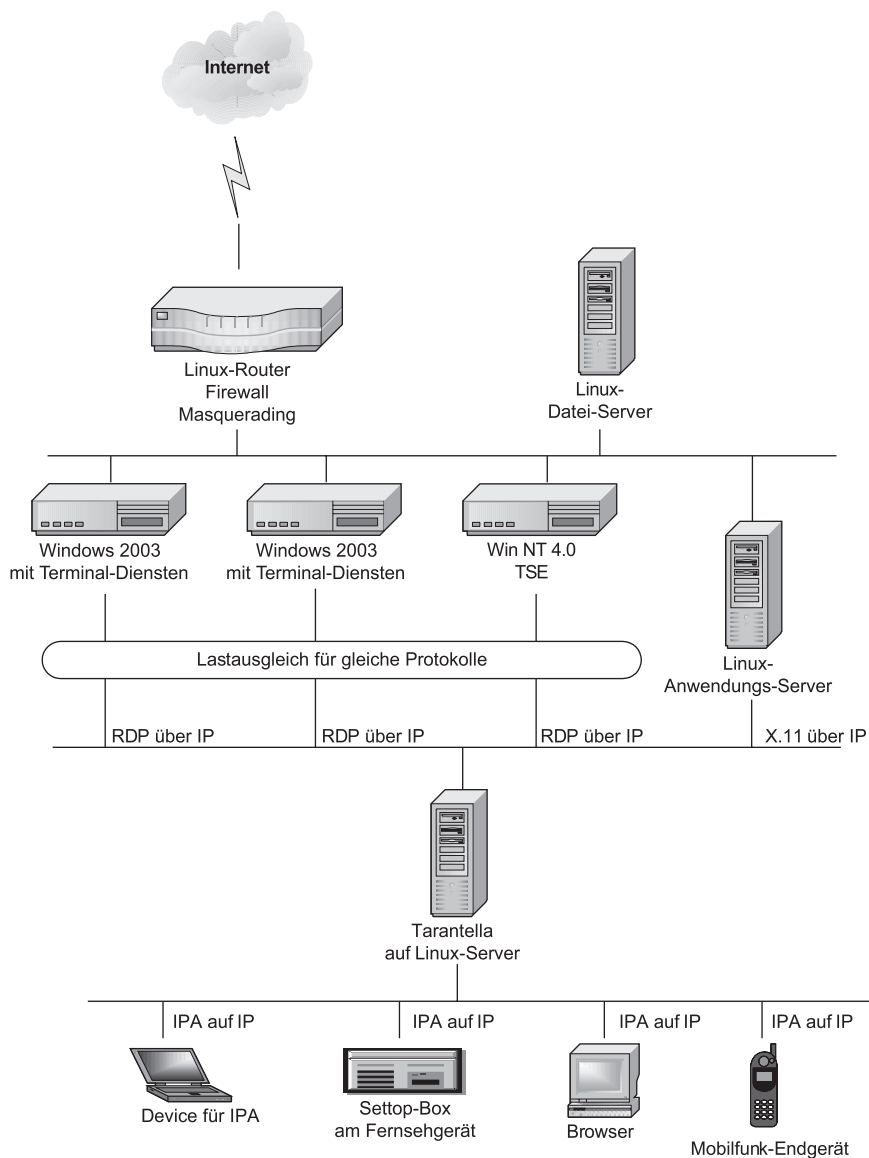 Internet
Linux-Router
Firewall
Masquerading
Linux-
Datei-Server
Windows 2003
mit Terminal-Diensten
Windows 2003
mit Terminal-Diensten
Win NT 4.0
TSE
Linux-
Anwendungs-Server
Lastausgleich für gleiche Protokolle
RDP über IP
RDP über IP
RDP über IP
X.11 über IP
Tarantella
auf Linux-Server
IPA auf IP
IPA auf IP
IPA auf IP
IPA auf IP
Device für IPA
Settop-Box
am Fernsehgerät
Browser
Mobilfunk-Endgerät